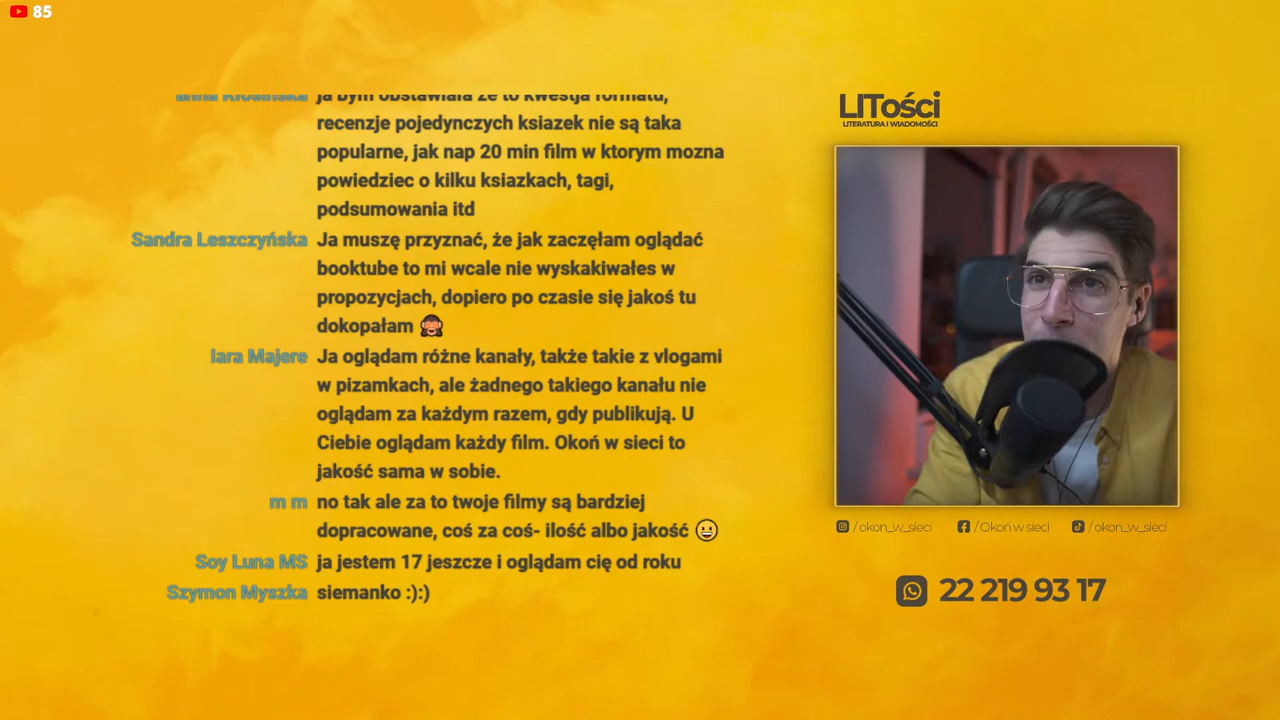 85
ja bym obstawiala ze to kwestja formatu,
recenzje pojedynczych ksiazek nie są taka
popularne, jak nap 20 min film w ktorym mozna
powiedziec o kilku ksiazkach, tagi,
podsumowania itd
Sandra Leszczyńska Ja muszę przyznać, że jak zaczęłam oglądać
booktube to mi wcale nie wyskakiwałes w
propozycjach, dopiero po czasie się jakoś tu
dokopałam 🙈
Iara Majere Ja oglądam różne kanały, także takie z vlogami
w pizamkach, ale żadnego takiego kanału nie
oglądam za każdym razem, gdy publikują. U
Ciebie oglądam każdy film. Okoń w sieci to
jakość sama w sobie.
m m no tak ale za to twoje filmy są bardziej
dopracowane, coś za coś- ilość albo jakość 😀
Soy Luna MS ja jestem 17 jeszcze i oglądam cię od roku
Szymon Myszka siemanko :):)
LITości
LITERATURA I WIADOMOŚCI
/ okon_w_sieci
/ Okoń w sieci
/ okon_w_sieci
22 219 93 17